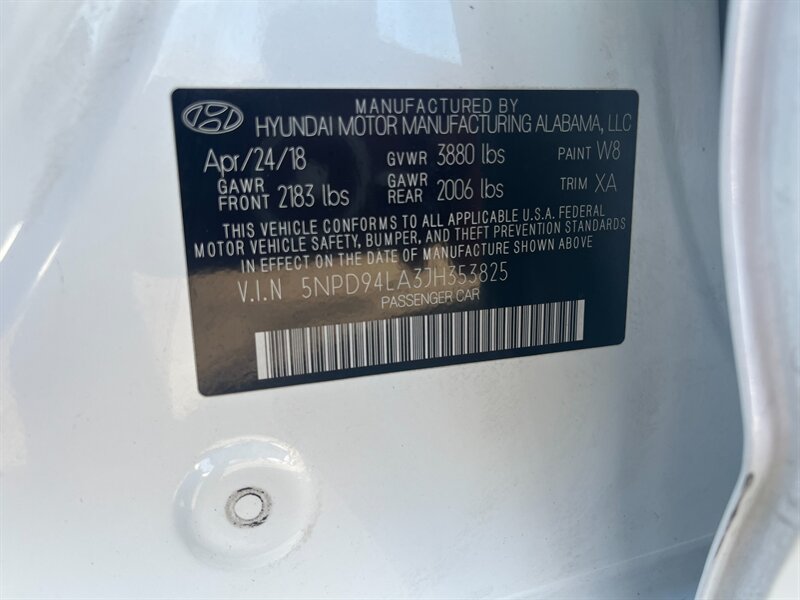 MANUFACTURED BY
HYUNDAI MOTOR MANUFACTURING ALABAMA, LLC
Apr/24/18 GVWR 3880 lbs PAINT W8
GAWR FRONT 2183 lbs GAWR REAR 2006 lbs TRIM XA
THIS VEHICLE CONFORMS TO ALL APPLICABLE U.S.A. FEDERAL
MOTOR VEHICLE SAFETY, BUMPER, AND THEFT PREVENTION STANDARDS
IN EFFECT ON THE DATE OF MANUFACTURE SHOWN ABOVE
V.I.N 5NPD94LA3JH353825
PASSENGER CAR